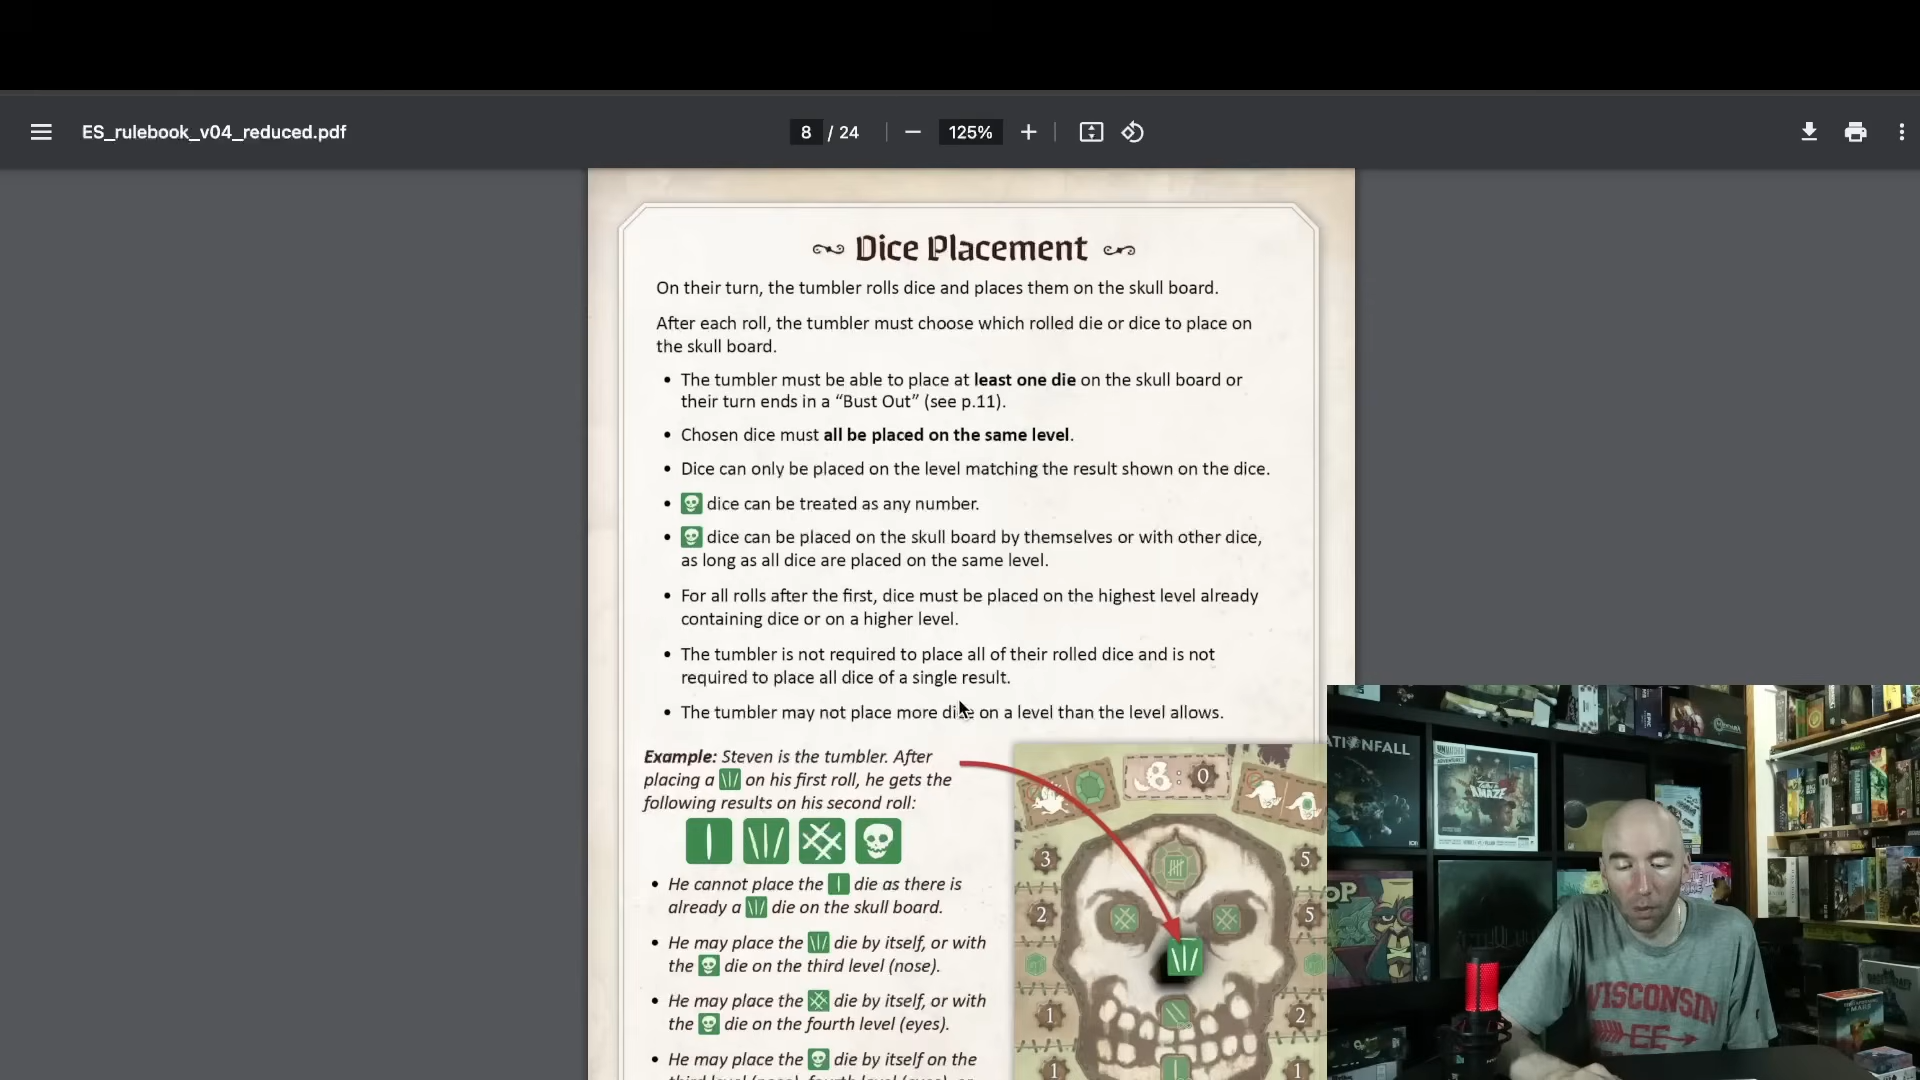 ES_rulebook_v04_reduced.pdf
8 / 24
125%
Dice Placement
On their turn, the tumbler rolls dice and places them on the skull board.
After each roll, the tumbler must choose which rolled die or dice to place on
the skull board.
• The tumbler must be able to place at least one die on the skull board or
their turn ends in a “Bust Out” (see p.11).
• Chosen dice must all be placed on the same level.
• Dice can only be placed on the level matching the result shown on the dice.
• dice can be treated as any number.
• dice can be placed on the skull board by themselves or with other dice,
as long as all dice are placed on the same level.
• For all rolls after the first, dice must be placed on the highest level already
containing dice or on a higher level.
• The tumbler is not required to place all of their rolled dice and is not
required to place all dice of a single result.
• The tumbler may not place more dice on a level than the level allows.
Example: Steven is the tumbler. After
placing a on his first roll, he gets the
following results on his second roll:
• He cannot place the die as there is
already a die on the skull board.
• He may place the die by itself, or with
the die on the third level (nose).
• He may place the die by itself, or with
the die on the fourth level (eyes).
• He may place the die by itself on the
third level (nose), fourth level (eyes), or
: 0
3
5
2
5
1
2
1
1
ATIONFALL
AMAZE
OP
WISCONSIN
EE